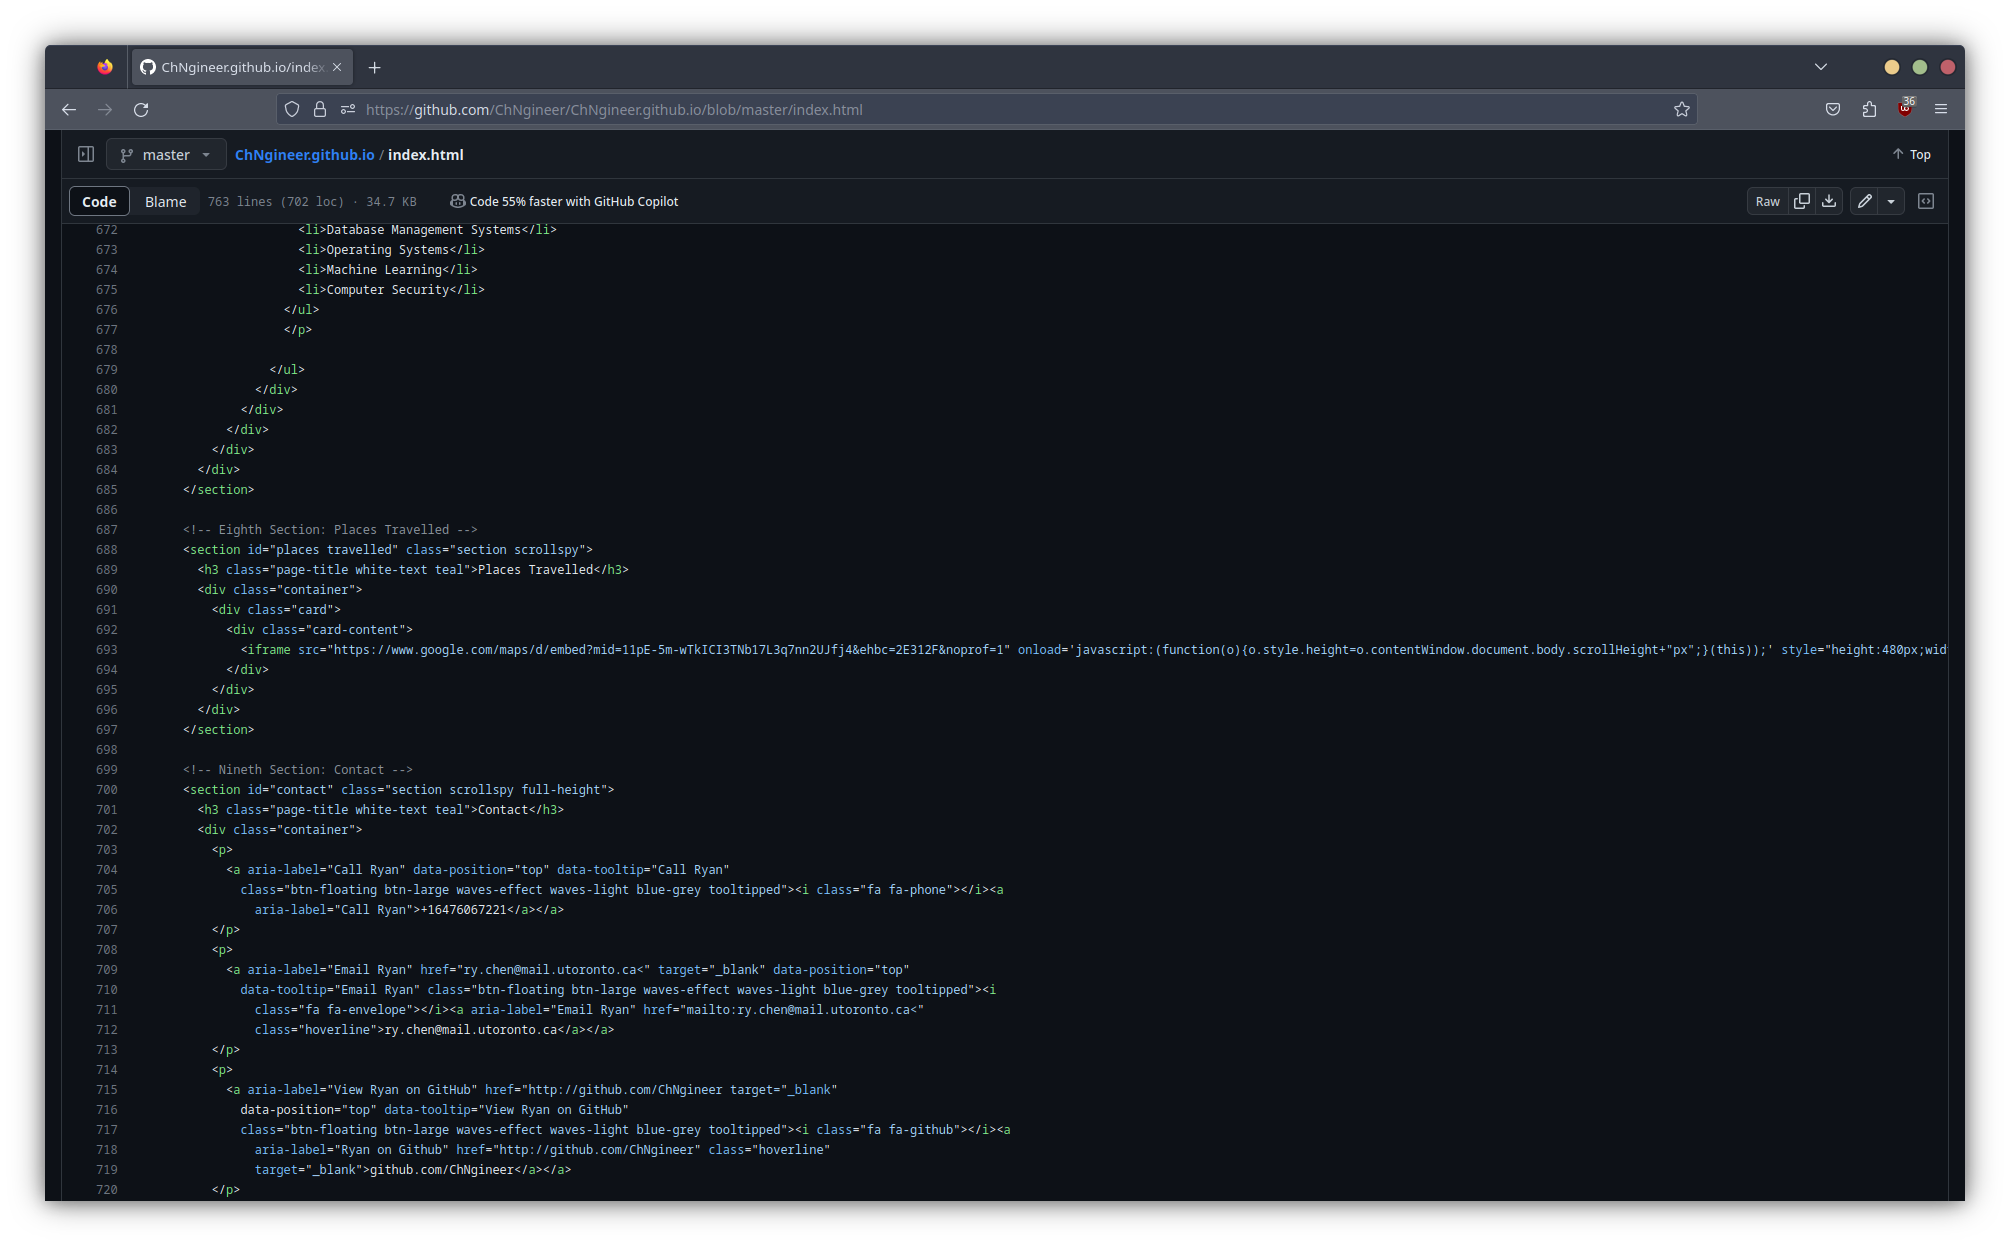 ChNgineer.github.io/index
36
https://github.com/ChNgineer/ChNgineer.github.io/blob/master/index.html
master ChNgineer.github.io / index.html Top
Code Blame 763 lines (702 loc) · 34.7 KB Code 55% faster with GitHub Copilot Raw
672 <li>Database Management Systems</li>
673 <li>Operating Systems</li>
674 <li>Machine Learning</li>
675 <li>Computer Security</li>
676 </ul>
677 </p>
678
679 </ul>
680 </div>
681 </div>
682 </div>
683 </div>
684 </div>
685 </section>
686
687 <!-- Eighth Section: Places Travelled -->
688 <section id="places travelled" class="section scrollspy">
689 <h3 class="page-title white-text teal">Places Travelled</h3>
690 <div class="container">
691 <div class="card">
692 <div class="card-content">
693 <iframe src="https://www.google.com/maps/d/embed?mid=11pE-5m-wTkICI3TNb17L3q7nn2UJfj4&ehbc=2E312F&noprof=1" onload='javascript:(function(o){o.style.height=o.contentWindow.document.body.scrollHeight+"px";}(this));' style="height:480px;wid
694 </div>
695 </div>
696 </div>
697 </section>
698
699 <!-- Nineth Section: Contact -->
700 <section id="contact" class="section scrollspy full-height">
701 <h3 class="page-title white-text teal">Contact</h3>
702 <div class="container">
703 <p>
704 <a aria-label="Call Ryan" data-position="top" data-tooltip="Call Ryan"
705 class="btn-floating btn-large waves-effect waves-light blue-grey tooltipped"><i class="fa fa-phone"></i><a
706 aria-label="Call Ryan">+16476067221</a></a>
707 </p>
708 <p>
709 <a aria-label="Email Ryan" href="ry.chen@mail.utoronto.ca<" target="_blank" data-position="top"
710 data-tooltip="Email Ryan" class="btn-floating btn-large waves-effect waves-light blue-grey tooltipped"><i
711 class="fa fa-envelope"></i><a aria-label="Email Ryan" href="mailto:ry.chen@mail.utoronto.ca<"
712 class="hoverline">ry.chen@mail.utoronto.ca</a></a>
713 </p>
714 <p>
715 <a aria-label="View Ryan on GitHub" href="http://github.com/ChNgineer target="_blank"
716 data-position="top" data-tooltip="View Ryan on GitHub"
717 class="btn-floating btn-large waves-effect waves-light blue-grey tooltipped"><i class="fa fa-github"></i><a
718 aria-label="Ryan on Github" href="http://github.com/ChNgineer" class="hoverline"
719 target="_blank">github.com/ChNgineer</a></a>
720 </p>